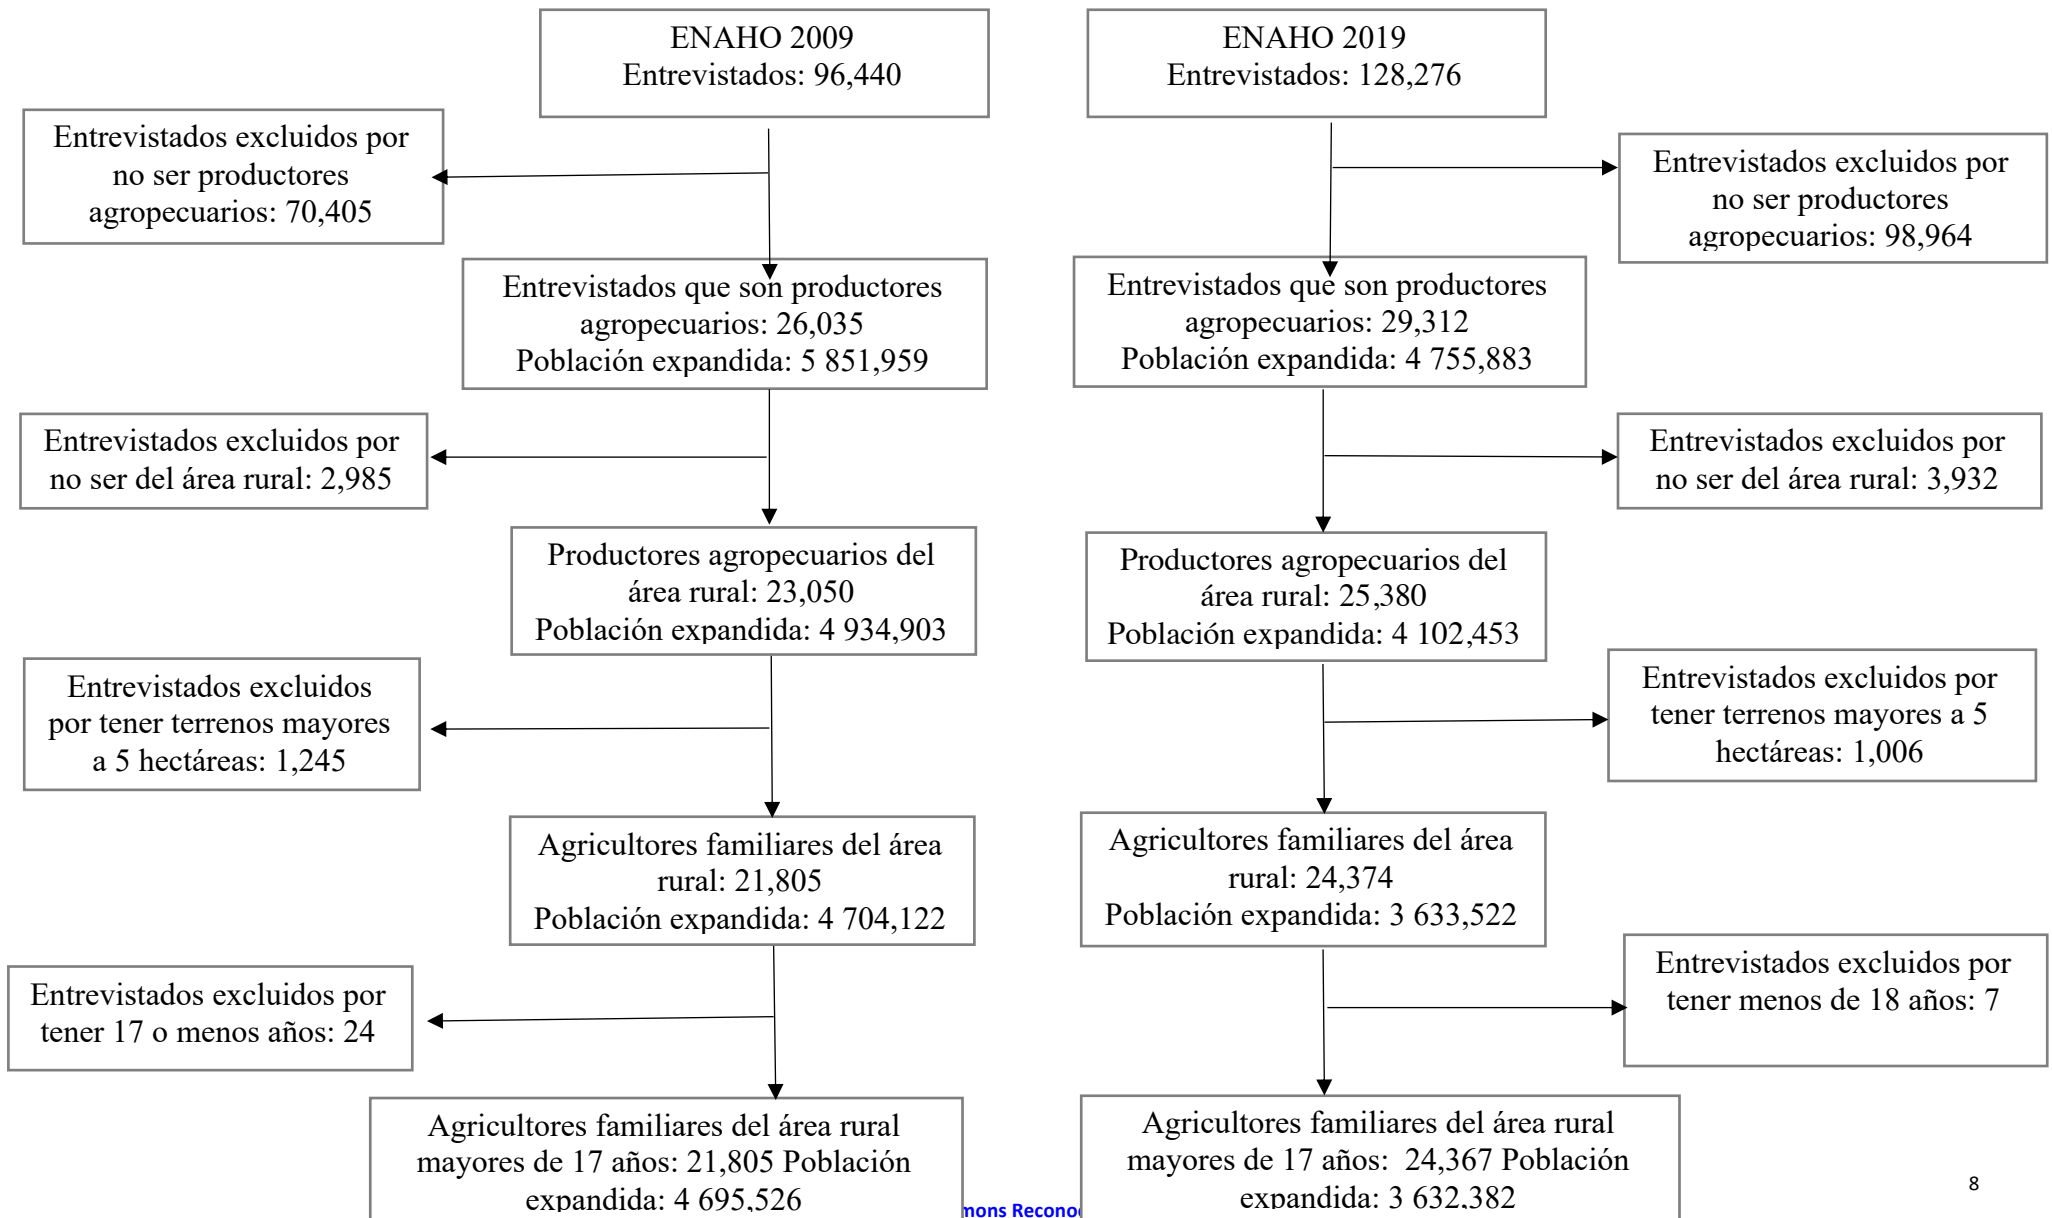 ENAHO 2009
Entrevistados: 96,440
ENAHO 2019
Entrevistados: 128,276
Entrevistados excluidos por
no ser productores
agropecuarios: 70,405
Entrevistados excluidos por
no ser productores
agropecuarios: 98,964
Entrevistados que son productores
agropecuarios: 26,035
Población expandida: 5 851,959
Entrevistados que son productores
agropecuarios: 29,312
Población expandida: 4 755,883
Entrevistados excluidos por
no ser del área rural: 2,985
Entrevistados excluidos por
no ser del área rural: 3,932
Productores agropecuarios del
área rural: 23,050
Población expandida: 4 934,903
Productores agropecuarios del
área rural: 25,380
Población expandida: 4 102,453
Entrevistados excluidos
por tener terrenos mayores
a 5 hectáreas: 1,245
Entrevistados excluidos por
tener terrenos mayores a 5
hectáreas: 1,006
Agricultores familiares del área
rural: 21,805
Población expandida: 4 704,122
Agricultores familiares del área
rural: 24,374
Población expandida: 3 633,522
Entrevistados excluidos por
tener 17 o menos años: 24
Entrevistados excluidos por
tener menos de 18 años: 7
Agricultores familiares del área rural
mayores de 17 años: 21,805 Población
expandida: 4 695,526
Agricultores familiares del área rural
mayores de 17 años: 24,367 Población
expandida: 3 632,382
8